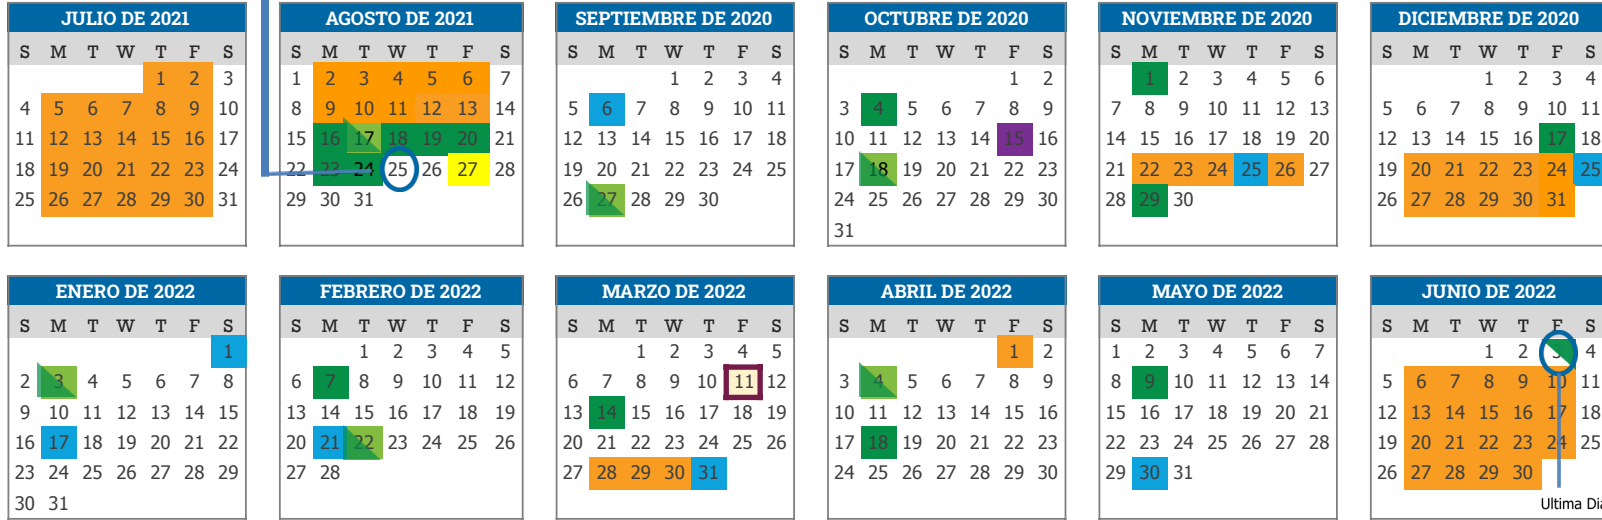 JULIO DE 2021 AGOSTO DE 2021 SEPTIEMBRE DE 2020 OCTUBRE DE 2020 NOVIEMBRE DE 2020 DICIEMBRE DE 2020
S M T W T F S S M T W T F S S M T W T F S S M T W T F S S M T W T F S S M T W T F S
1 2 3 1 2 3 4 5 6 7 1 2 3 4 1 2 1 2 3 4 5 6 1 2 3 4
4 5 6 7 8 9 10 8 9 10 11 12 13 14 5 6 7 8 9 10 11 3 4 5 6 7 8 9 7 8 9 10 11 12 13 5 6 7 8 9 10 11
11 12 13 14 15 16 17 15 16 17 18 19 20 21 12 13 14 15 16 17 18 10 11 12 13 14 15 16 14 15 16 17 18 19 20 12 13 14 15 16 17 18
18 19 20 21 22 23 24 22 23 24 25 26 27 28 19 20 21 22 23 24 25 17 18 19 20 21 22 23 21 22 23 24 25 26 27 19 20 21 22 23 24 25
25 26 27 28 29 30 31 29 30 31 26 27 28 29 30 24 25 26 27 28 29 30 28 29 30 26 27 28 29 30 31
31
ENERO DE 2022 FEBRERO DE 2022 MARZO DE 2022 ABRIL DE 2022 MAYO DE 2022 JUNIO DE 2022
S M T W T F S S M T W T F S S M T W T F S S M T W T F S S M T W T F S S M T W T F S
1 1 2 3 4 5 1 2 3 4 5 1 2 1 2 3 4 5 6 7 1 2 3 4
2 3 4 5 6 7 8 6 7 8 9 10 11 12 6 7 8 9 10 11 12 3 4 5 6 7 8 9 8 9 10 11 12 13 14 5 6 7 8 9 10 11
9 10 11 12 13 14 15 13 14 15 16 17 18 19 13 14 15 16 17 18 19 10 11 12 13 14 15 16 15 16 17 18 19 20 21 12 13 14 15 16 17 18
16 17 18 19 20 21 22 20 21 22 23 24 25 26 20 21 22 23 24 25 26 17 18 19 20 21 22 23 22 23 24 25 26 27 28 19 20 21 22 23 24 25
23 24 25 26 27 28 29 27 28 27 28 29 30 31 24 25 26 27 28 29 30 29 30 31 26 27 28 29 30
30 31 Ultima Dia